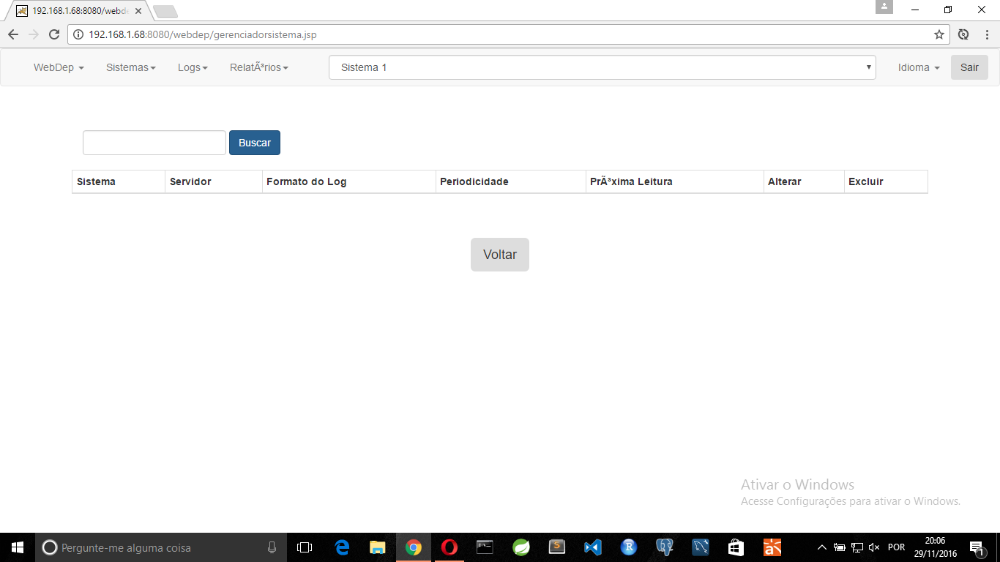 192.168.1.68:8080/webde
192.168.1.68:8080/webdep/gerenciadorsistema.jsp
WebDep Sistemas Logs RelatÃ³rios Sistema 1 Idioma Sair
Buscar
Sistema Servidor Formato do Log Periodicidade PrÃ³xima Leitura Alterar Excluir
Voltar
Ativar o Windows
Acesse Configurações para ativar o Windows.
Pergunte-me alguma coisa POR 20:06
29/11/2016 1